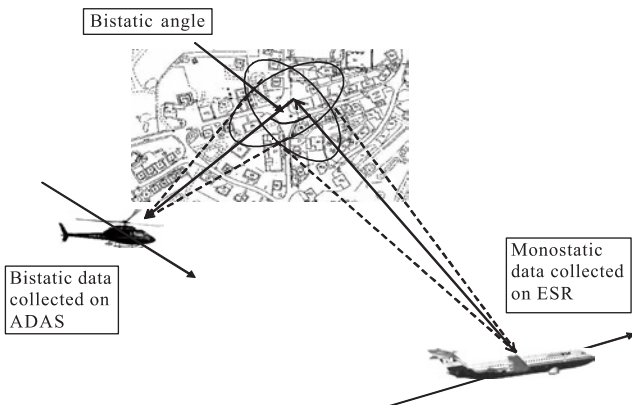 Bistatic angle
Bistatic data
collected on
ADAS
Monostatic
data collected
on ESR